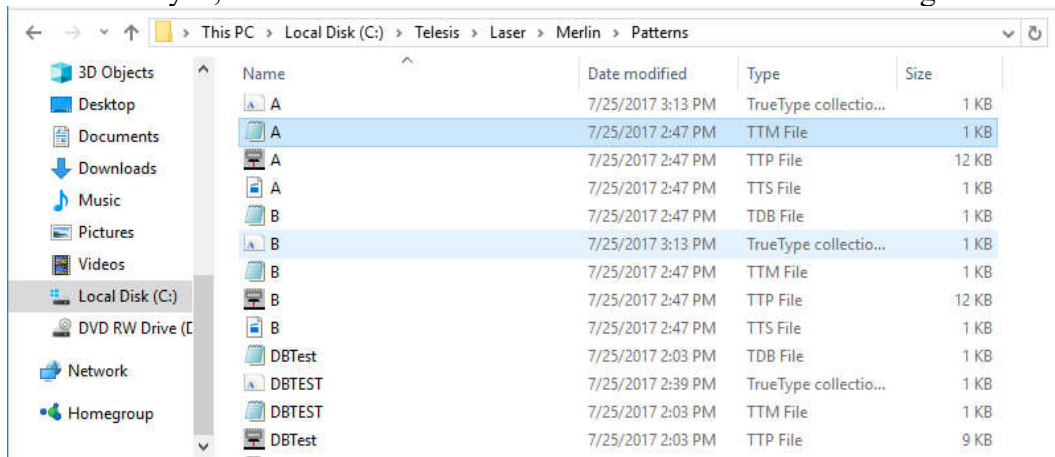 This PC > Local Disk (C:) > Telesis > Laser > Merlin > Patterns
3D Objects
Desktop
Documents
Downloads
Music
Pictures
Videos
Local Disk (C:)
DVD RW Drive (D
Network
Homegroup
Name Date modified Type Size
A 7/25/2017 3:13 PM TrueType collectio... 1 KB
A 7/25/2017 2:47 PM TTM File 1 KB
A 7/25/2017 2:47 PM TTP File 12 KB
A 7/25/2017 2:47 PM TTS File 1 KB
B 7/25/2017 2:47 PM TDB File 1 KB
B 7/25/2017 3:13 PM TrueType collectio... 1 KB
B 7/25/2017 2:47 PM TTM File 1 KB
B 7/25/2017 2:47 PM TTP File 12 KB
B 7/25/2017 2:47 PM TTS File 1 KB
DBTest 7/25/2017 2:03 PM TDB File 1 KB
DBTEST 7/25/2017 2:39 PM TrueType collectio... 1 KB
DBTEST 7/25/2017 2:03 PM TTM File 1 KB
DBTest 7/25/2017 2:03 PM TTP File 9 KB